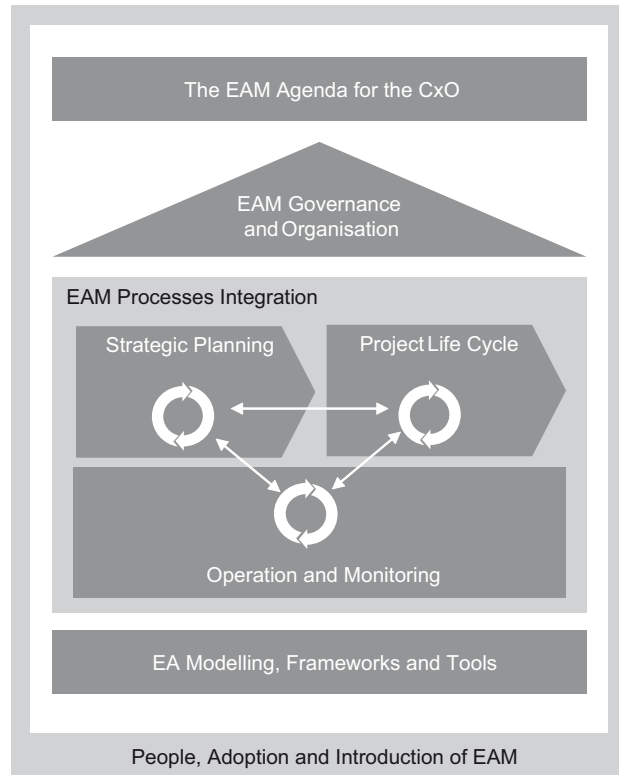 The EAM Agenda for the CxO
EAM Governance
and Organisation
EAM Processes Integration
Strategic Planning
Project Life Cycle
Operation and Monitoring
EA Modelling, Frameworks and Tools
People, Adoption and Introduction of EAM